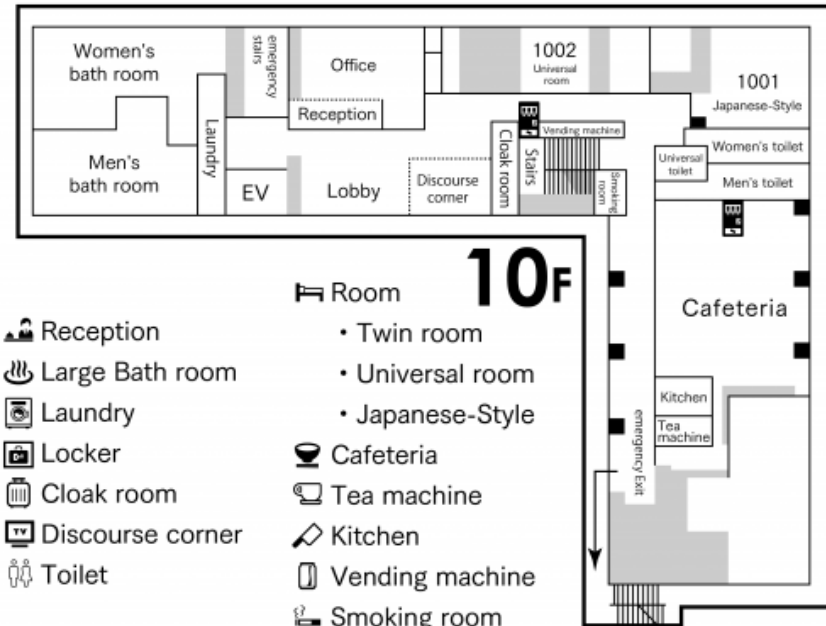 Women's
bath room
emergency
stairs
Office
1002
Universal
room
1001
Japanese-Style
Reception
Laundry
Men's
bath room
EV
Lobby
Discourse
corner
Cloak room
Stairs
Vending machine
Smoking
room
Universal
toilet
Women's toilet
Men's toilet
Cafeteria
Kitchen
Tea
machine
emergency Exit
10F
Reception
Large Bath room
Laundry
Locker
Cloak room
TV
Discourse corner
Toilet
Room
・Twin room
・Universal room
・Japanese-Style
Cafeteria
Tea machine
Kitchen
Vending machine
Smoking room